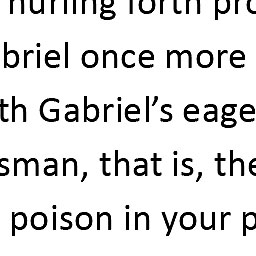 hurling forth pro
briel once more
th Gabriel’s eage
sman, that is, the
poison in your p